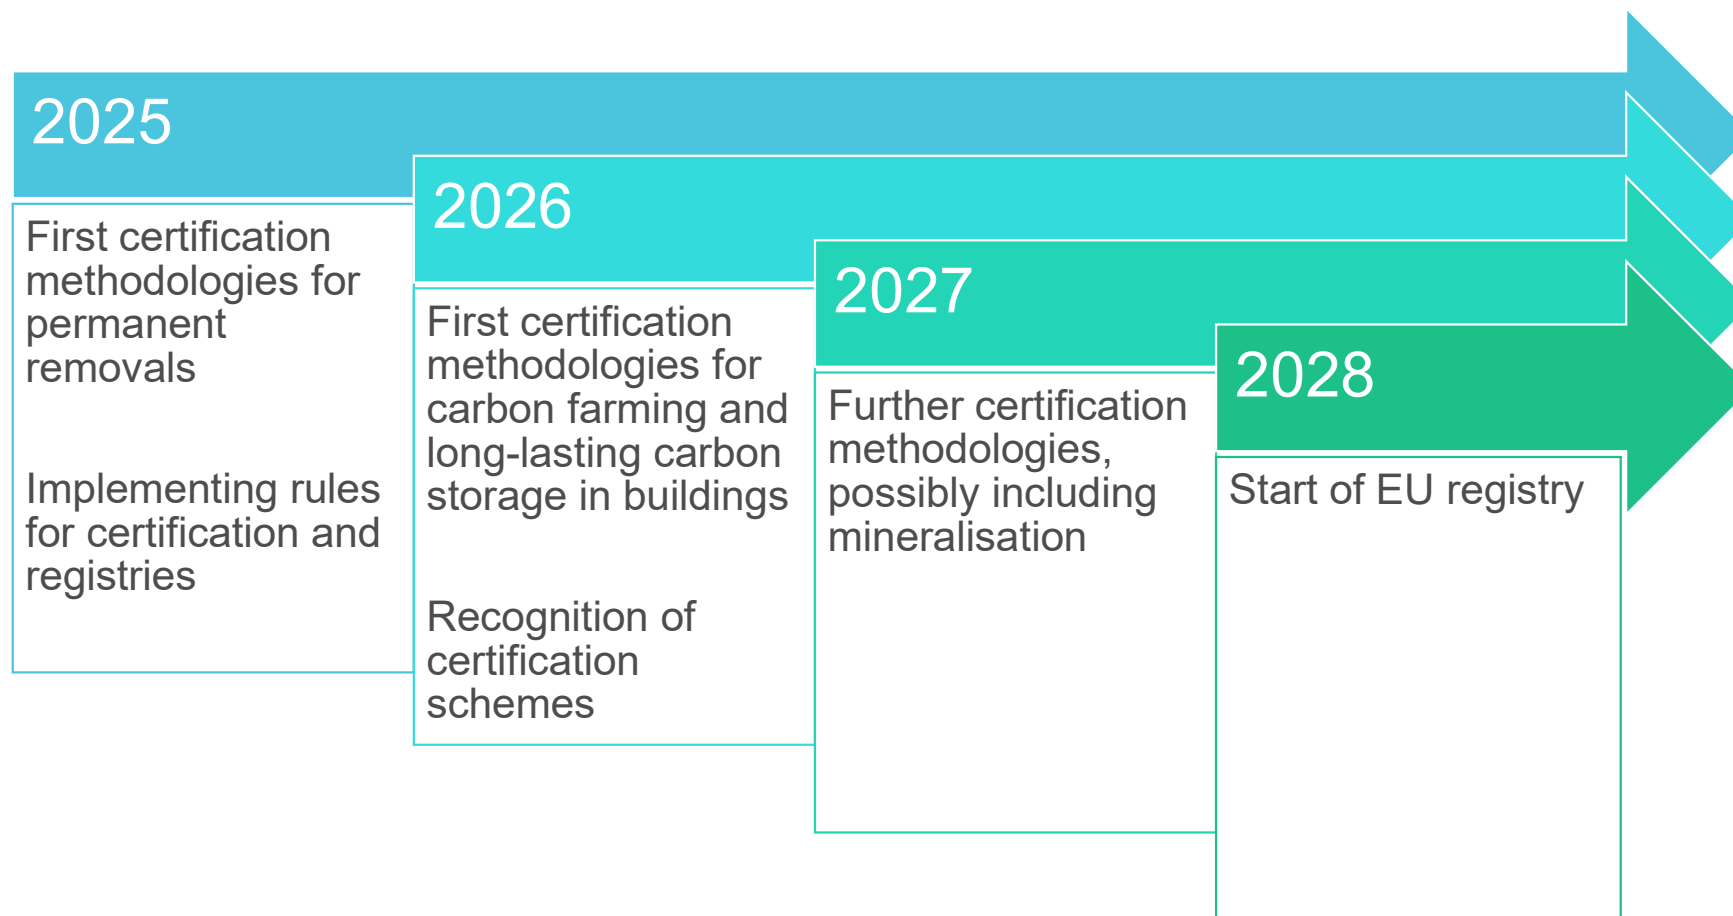 2025
First certification
methodologies for
permanent
removals
Implementing rules
for certification and
registries
2026
First certification
methodologies for
carbon farming and
long-lasting carbon
storage in buildings
Recognition of
certification
schemes
2027
Further certification
methodologies,
possibly including
mineralisation
2028
Start of EU registry